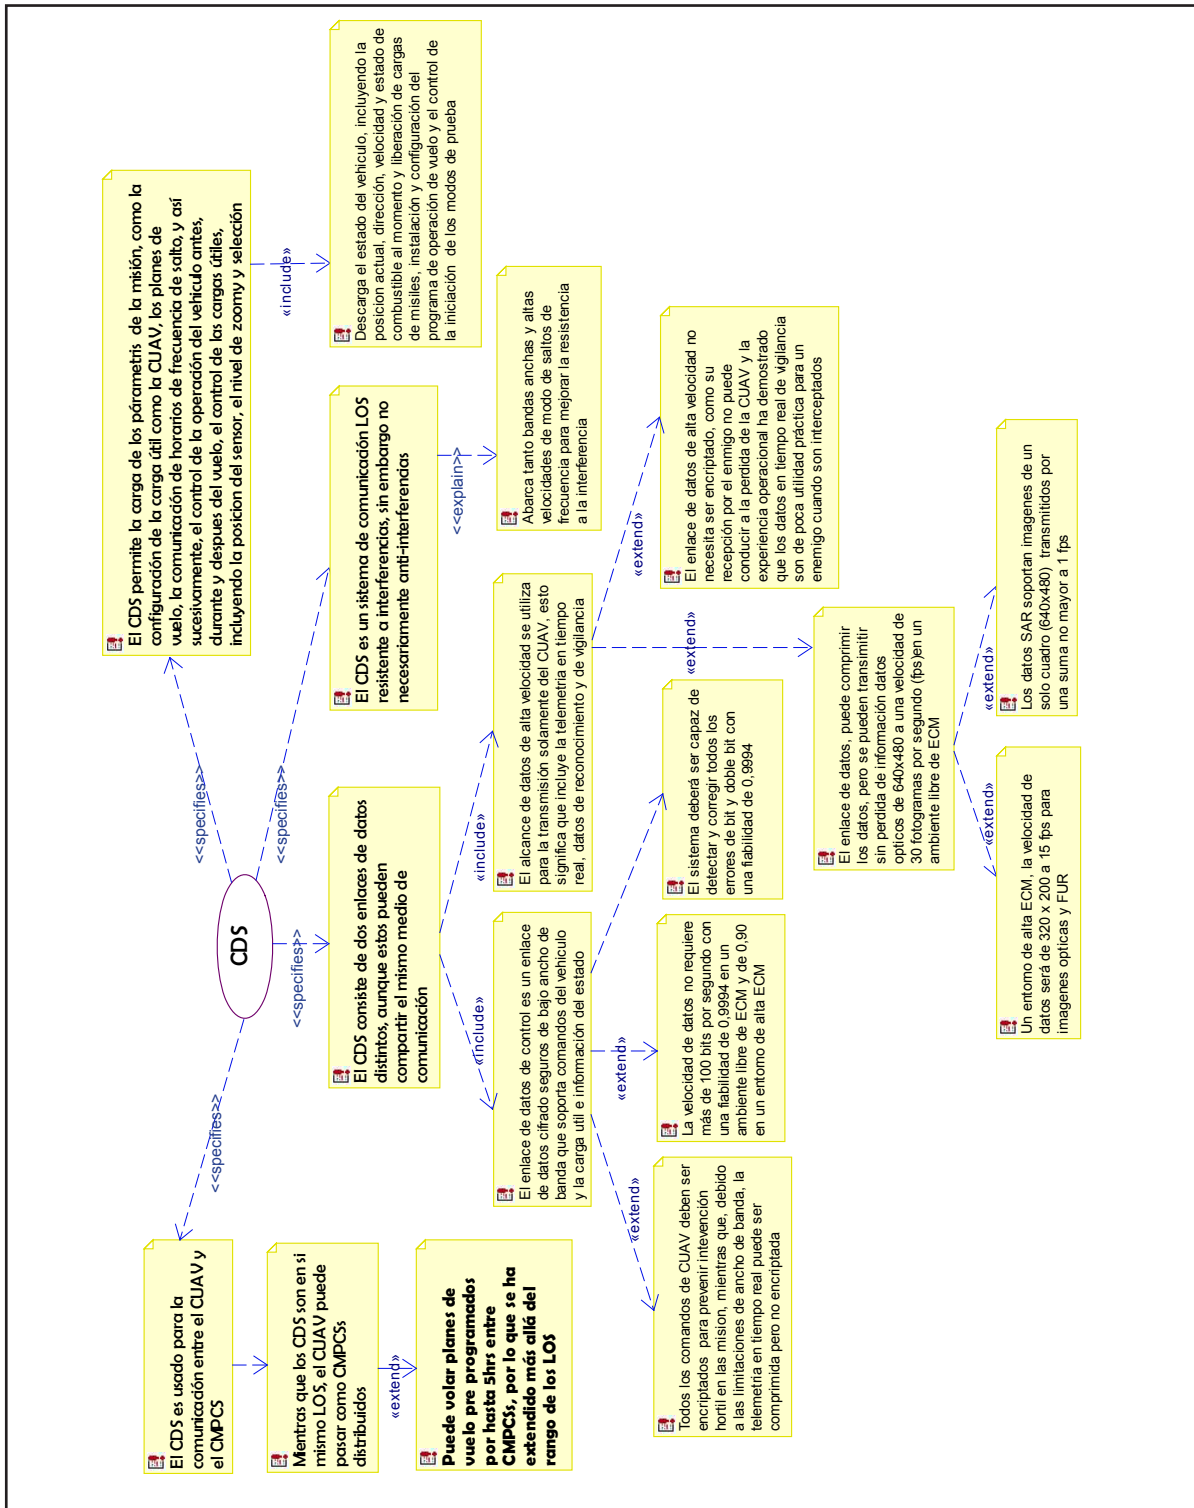 CDS
<<specifies>>
<<specifies>>
<<specifies>>
<<specifies>>
El CDS es usado para la
comunicación entre el CUAV y
el CMPCS
Mientras que los CDS son en si
mismo LOS, el CUAV puede
pasar como CMPCSs
distribuidos
«extend»
Puede volar planes de
vuelo pre programados
por hasta 5hrs entre
CMPCSs, por lo que se ha
extendido más allá del
rango de los LOS
El CDS consiste de dos enlaces de datos
distintos, aunque estos pueden
compartir el mismo medio de
comunicación
«include»
«include»
El enlace de datos de control es un enlace
de datos cifrado seguros de bajo ancho de
banda que soporta comandos del vehiculo
y la carga util e información del estado
«extend»
«extend»
«extend»
Todos los comandos de CUAV deben ser
encriptados para prevenir intevención
hortil en las mision, mientras que, debido
a las limitaciones de ancho de banda, la
telemetría en tiempo real puede ser
comprimida pero no encriptada
La velocidad de datos no requiere
más de 100 bits por segundo con
una fiabilidad de 0,9994 en un
ambiente libre de ECM y de 0,90
en un entorno de alta ECM
El sistema deberá ser capaz de
detectar y corregir todos los
errores de bit y doble bit con
una fiabilidad de 0,9994
El alcance de datos de alta velocidad se utiliza
para la transmisión solamente del CUAV, esto
significa que incluye la telemetría en tiempo
real, datos de reconocimiento y de vigilancia
«extend»
«extend»
El enlace de datos, puede comprimir
los datos, pero se pueden transmitir
sin perdida de información datos
opticos de 640x480 a una velocidad de
30 fotogramas por segundo (fps)en un
ambiente libre de ECM
«extend»
«extend»
Un entorno de alta ECM, la velocidad de
datos será de 320 x 200 a 15 fps para
imagenes opticas y FUR
Los datos SAR soportan imagenes de un
solo cuadro (640x480) transmitidos por
una suma no mayor a 1 fps
El enlace de datos de alta velocidad no
necesita ser encriptado, como su
recepción por el enmigo no puede
conducir a la perdida de la CUAV y la
experiencia operacional ha demostrado
que los datos en tiempo real de vigilancia
son de poca utilidad práctica para un
enemigo cuando son interceptados
El CDS es un sistema de comunicación LOS
resistente a interferencias, sin embargo no
necesariamente anti-interferencias
<<explain>>
Abarca tanto bandas anchas y altas
velocidades de modo de saltos de
frecuencia para mejorar la resistencia
a la interferencia
El CDS permite la carga de los párametris de la misión, como la
configuración de la carga útil como la CUAV, los planes de
vuelo, la comunicación de horarios de frecuencia de salto, y así
sucesivamente, el control de la operación del vehiculo antes,
durante y despues del vuelo, el control de las cargas útiles,
incluyendo la posicion del sensor, el nivel de zoomy y selección
«include»
Descarga el estado del vehiculo, incluyendo la
posicion actual, dirección, velocidad y estado de
combustible al momento y liberación de cargas
de misiles, instalación y configuración del
programa de operación de vuelo y el control de
la iniciación de los modos de prueba